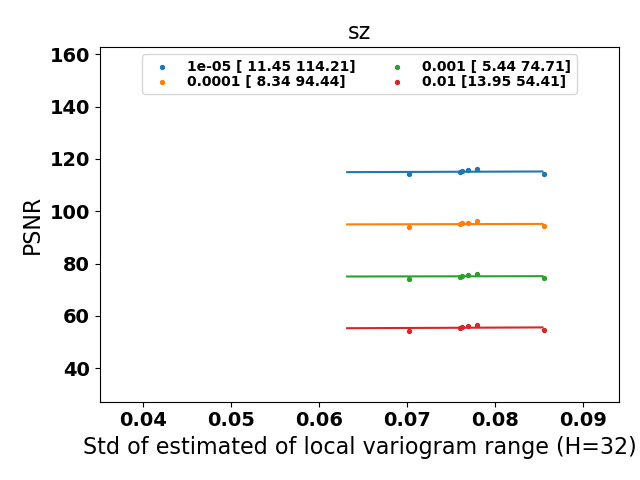 sz
160
1e-05 [ 11.45 114.21]
0.001 [ 5.44 74.71]
0.0001 [ 8.34 94.44]
0.01 [13.95 54.41]
140
120
100
80
60
40
PSNR
0.04 0.05 0.06 0.07 0.08 0.09
Std of estimated of local variogram range (H=32)